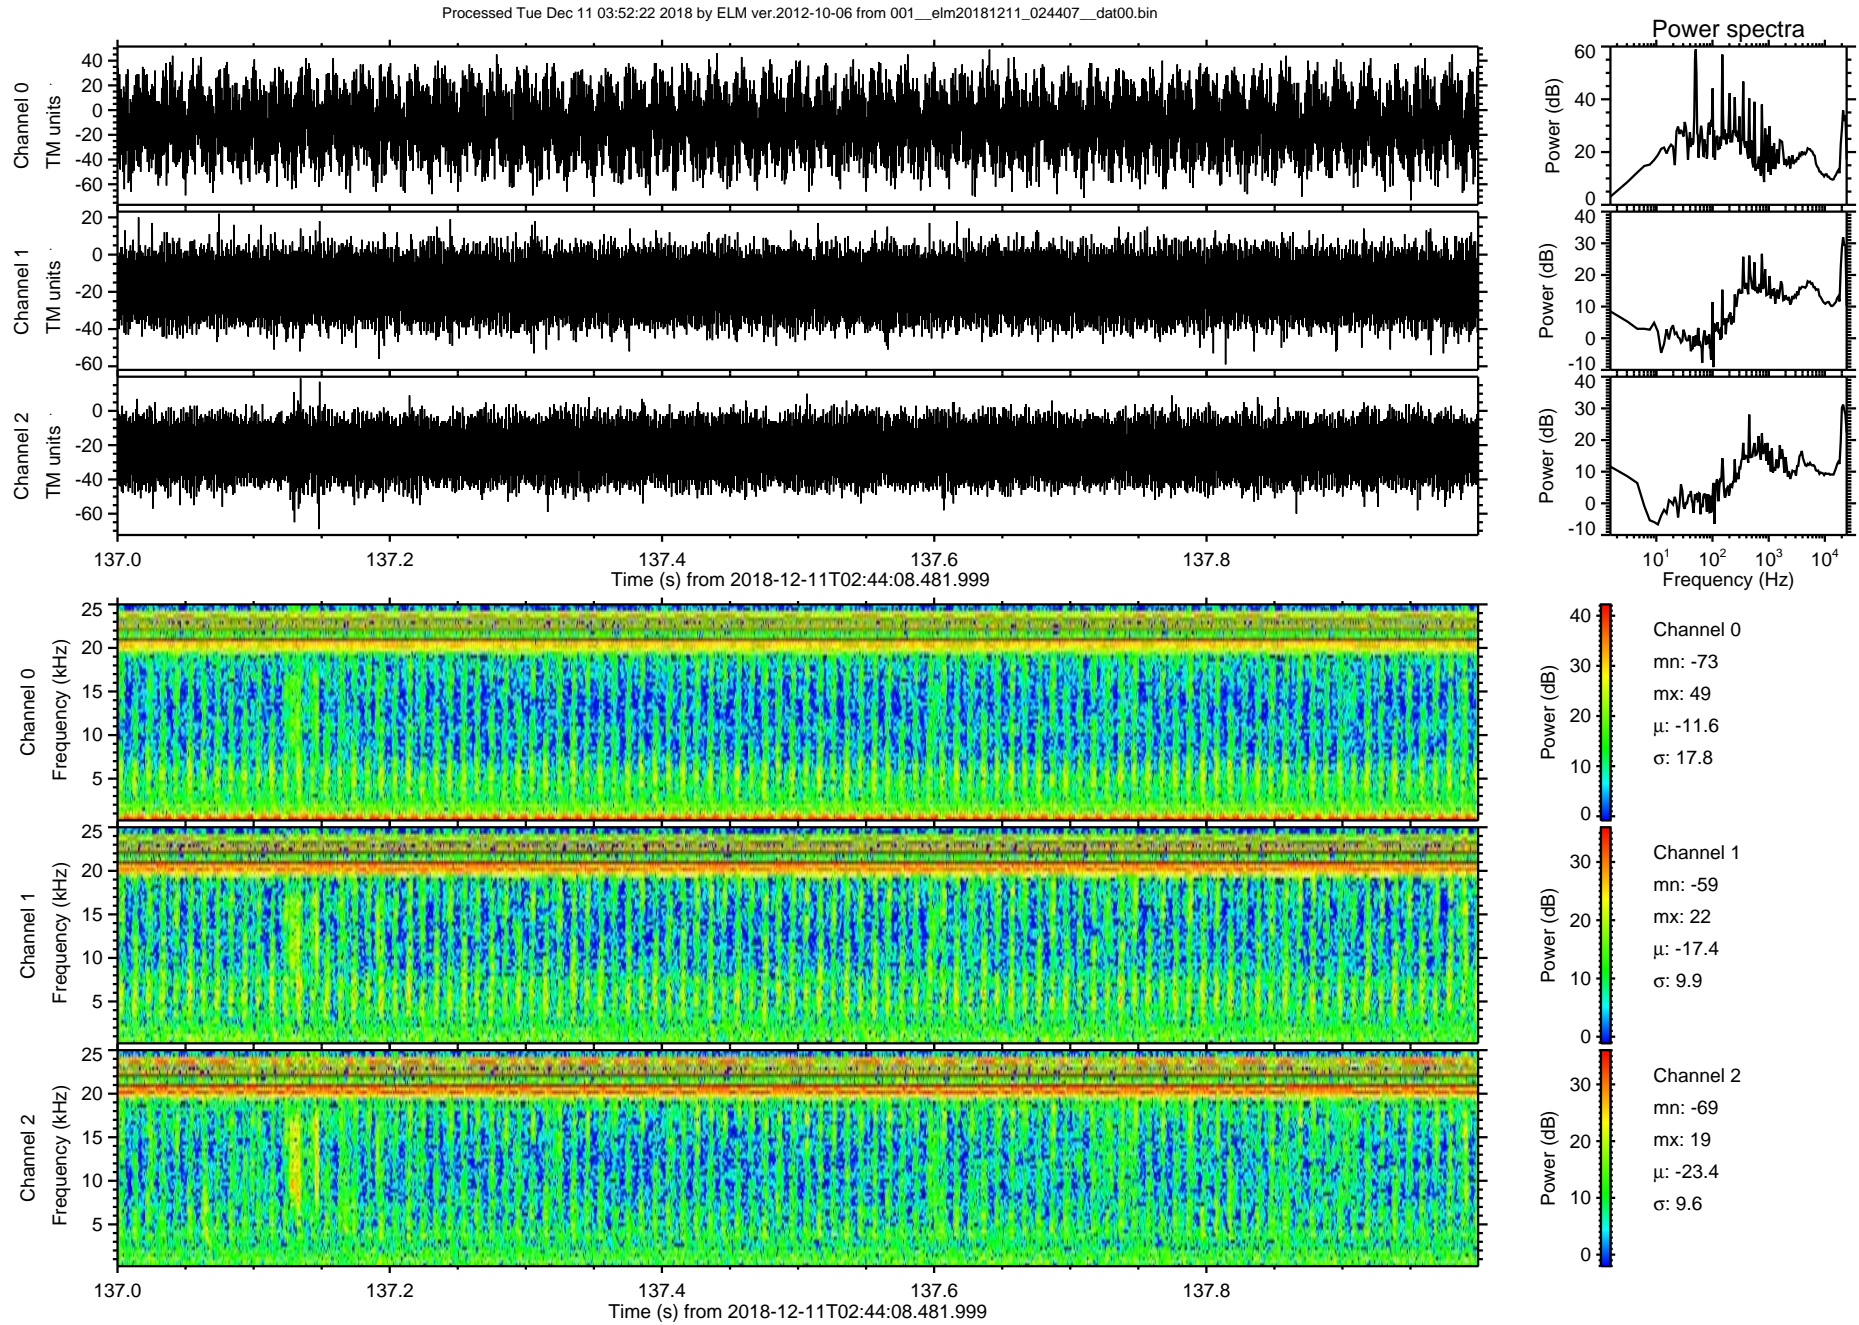 Processed Tue Dec 11 03:52:22 2018 by ELM ver.2012-10-06 from 001__elm20181211_024407__dat00.bin
Power spectra
Channel 0
TM units
40
20
0
-20
-40
-60
Power (dB)
60
40
20
0
Channel 1
TM units
20
0
-20
-40
-60
Power (dB)
40
30
20
10
0
-10
Channel 2
TM units
0
-20
-40
-60
Power (dB)
40
30
20
10
0
-10
137.0 137.2 137.4 137.6 137.8
Time (s) from 2018-12-11T02:44:08.481.999
10¹ 10² 10³ 10⁴
Frequency (Hz)
Channel 0
Frequency (kHz)
25
20
15
10
5
Power (dB)
40
30
20
10
0
Channel 0
mn: -73
mx: 49
μ: -11.6
σ: 17.8
Channel 1
Frequency (kHz)
25
20
15
10
5
Power (dB)
30
20
10
0
Channel 1
mn: -59
mx: 22
μ: -17.4
σ: 9.9
Channel 2
Frequency (kHz)
25
20
15
10
5
Power (dB)
30
20
10
0
Channel 2
mn: -69
mx: 19
μ: -23.4
σ: 9.6
137.0 137.2 137.4 137.6 137.8
Time (s) from 2018-12-11T02:44:08.481.999